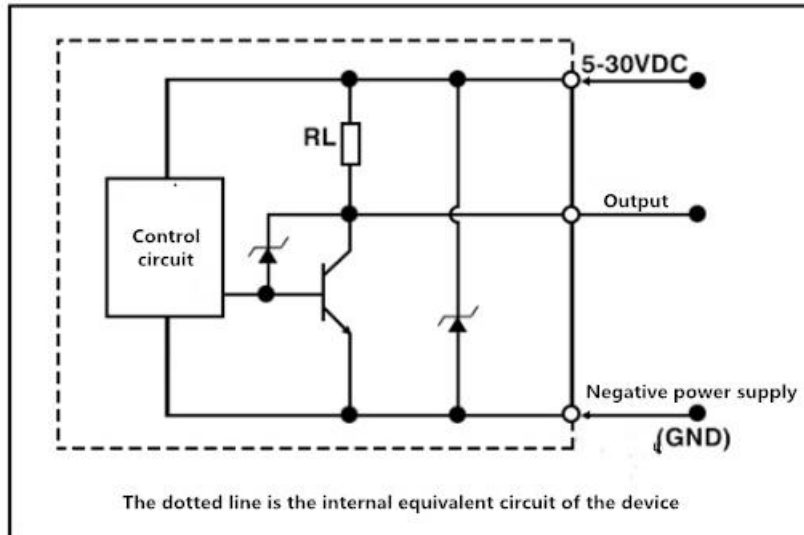 5-30VDC
RL
Output
Control
circuit
Negative power supply
(GND)
The dotted line is the internal equivalent circuit of the device